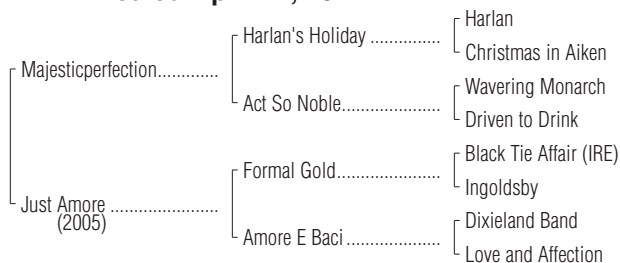 Harlan
Harlan's Holiday ..................
Christmas in Aiken
Majesticperfection.............
Wavering Monarch
Act So Noble.....................
Driven to Drink
Black Tie Affair (IRE)
Formal Gold......................
Ingoldsby
Just Amore .......................
(2005)
Dixieland Band
Amore E Baci ....................
Love and Affection